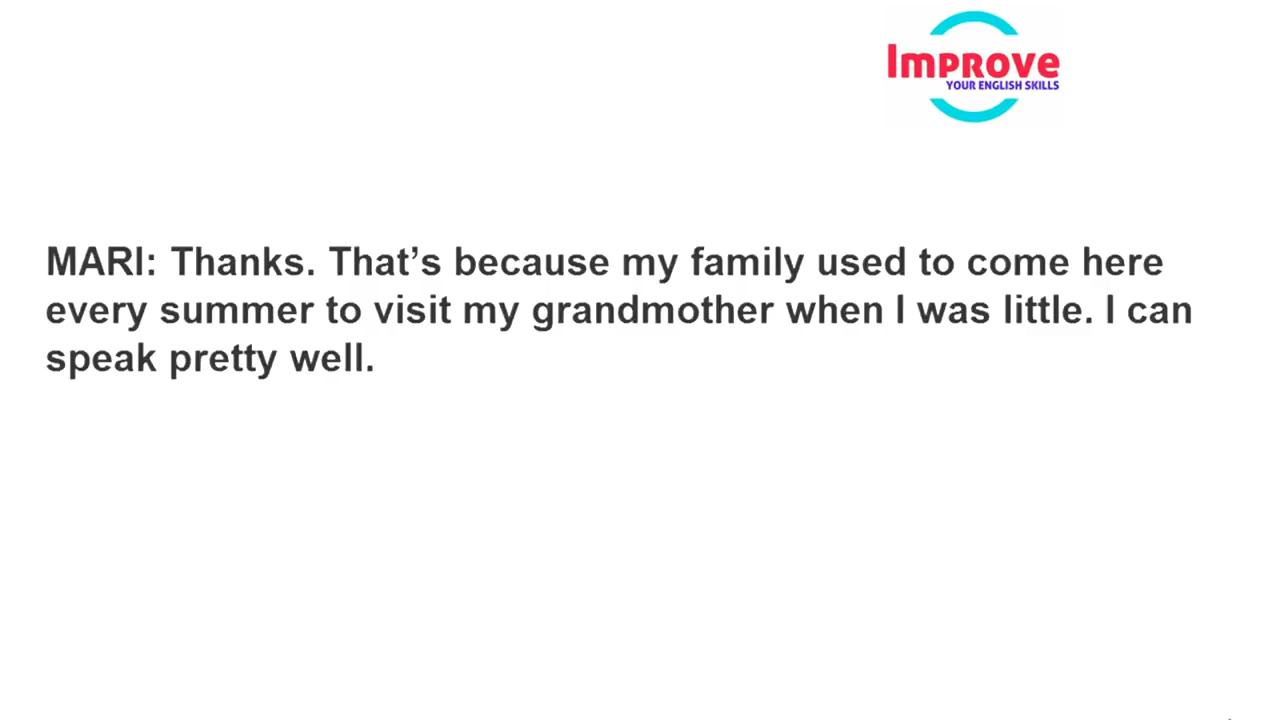 Improve
YOUR ENGLISH SKILLS
MARI: Thanks. That’s because my family used to come here
every summer to visit my grandmother when I was little. I can
speak pretty well.